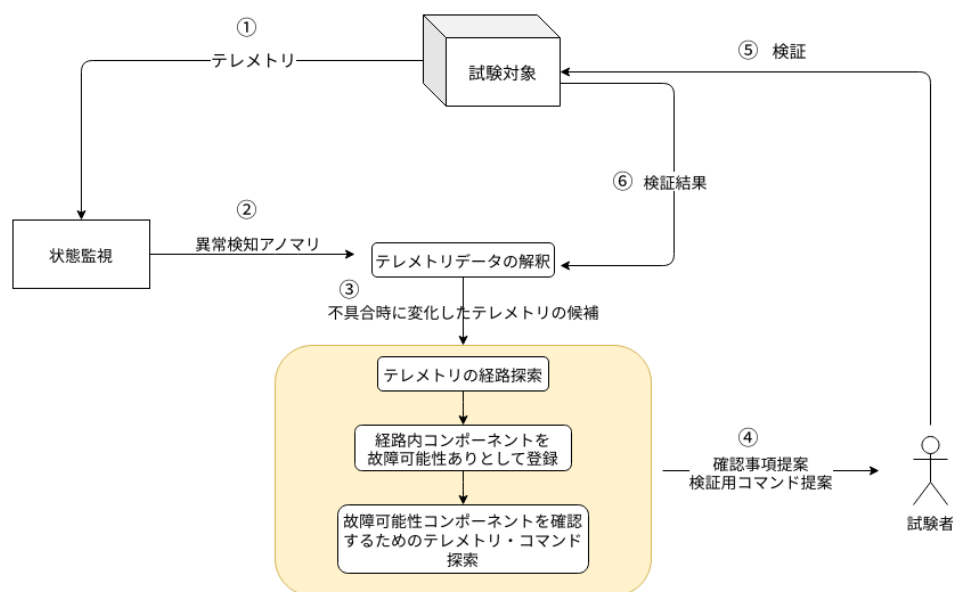 ①
テレメトリ
試験対象
⑤ 検証
⑥ 検証結果
②
異常検知アノマリ
状態監視
テレメトリデータの解釈
③
不具合時に変化したテレメトリの候補
テレメトリの経路探索
経路内コンポーネントを
故障可能性ありとして登録
故障可能性コンポーネントを確認
するためのテレメトリ・コマンド
探索
④
確認事項提案
検証用コマンド提案
試験者